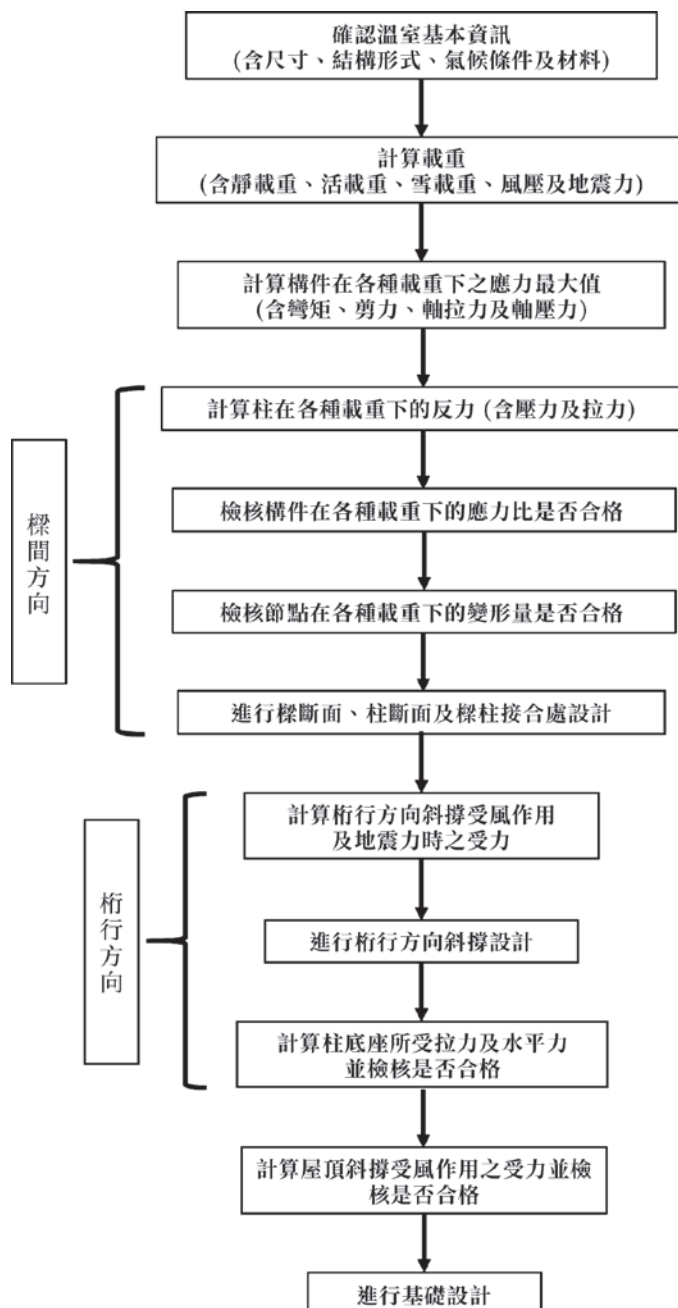 確認溫室基本資訊
(含尺寸、結構形式、氣候條件及材料)
計算載重
(含靜載重、活載重、雪載重、風壓及地震力)
計算構件在各種載重下之應力最大值
(含彎矩、剪力、軸拉力及軸壓力)
樑間方向
計算柱在各種載重下的反力 (含壓力及拉力)
檢核構件在各種載重下的應力比是否合格
檢核節點在各種載重下的變形量是否合格
進行樑斷面、柱斷面及樑柱接合處設計
桁行方向
計算桁行方向斜撐受風作用
及地震力時之受力
進行桁行方向斜撐設計
計算柱底座所受拉力及水平力
並檢核是否合格
計算屋頂斜撐受風作用之受力並檢
核是否合格
進行基礎設計